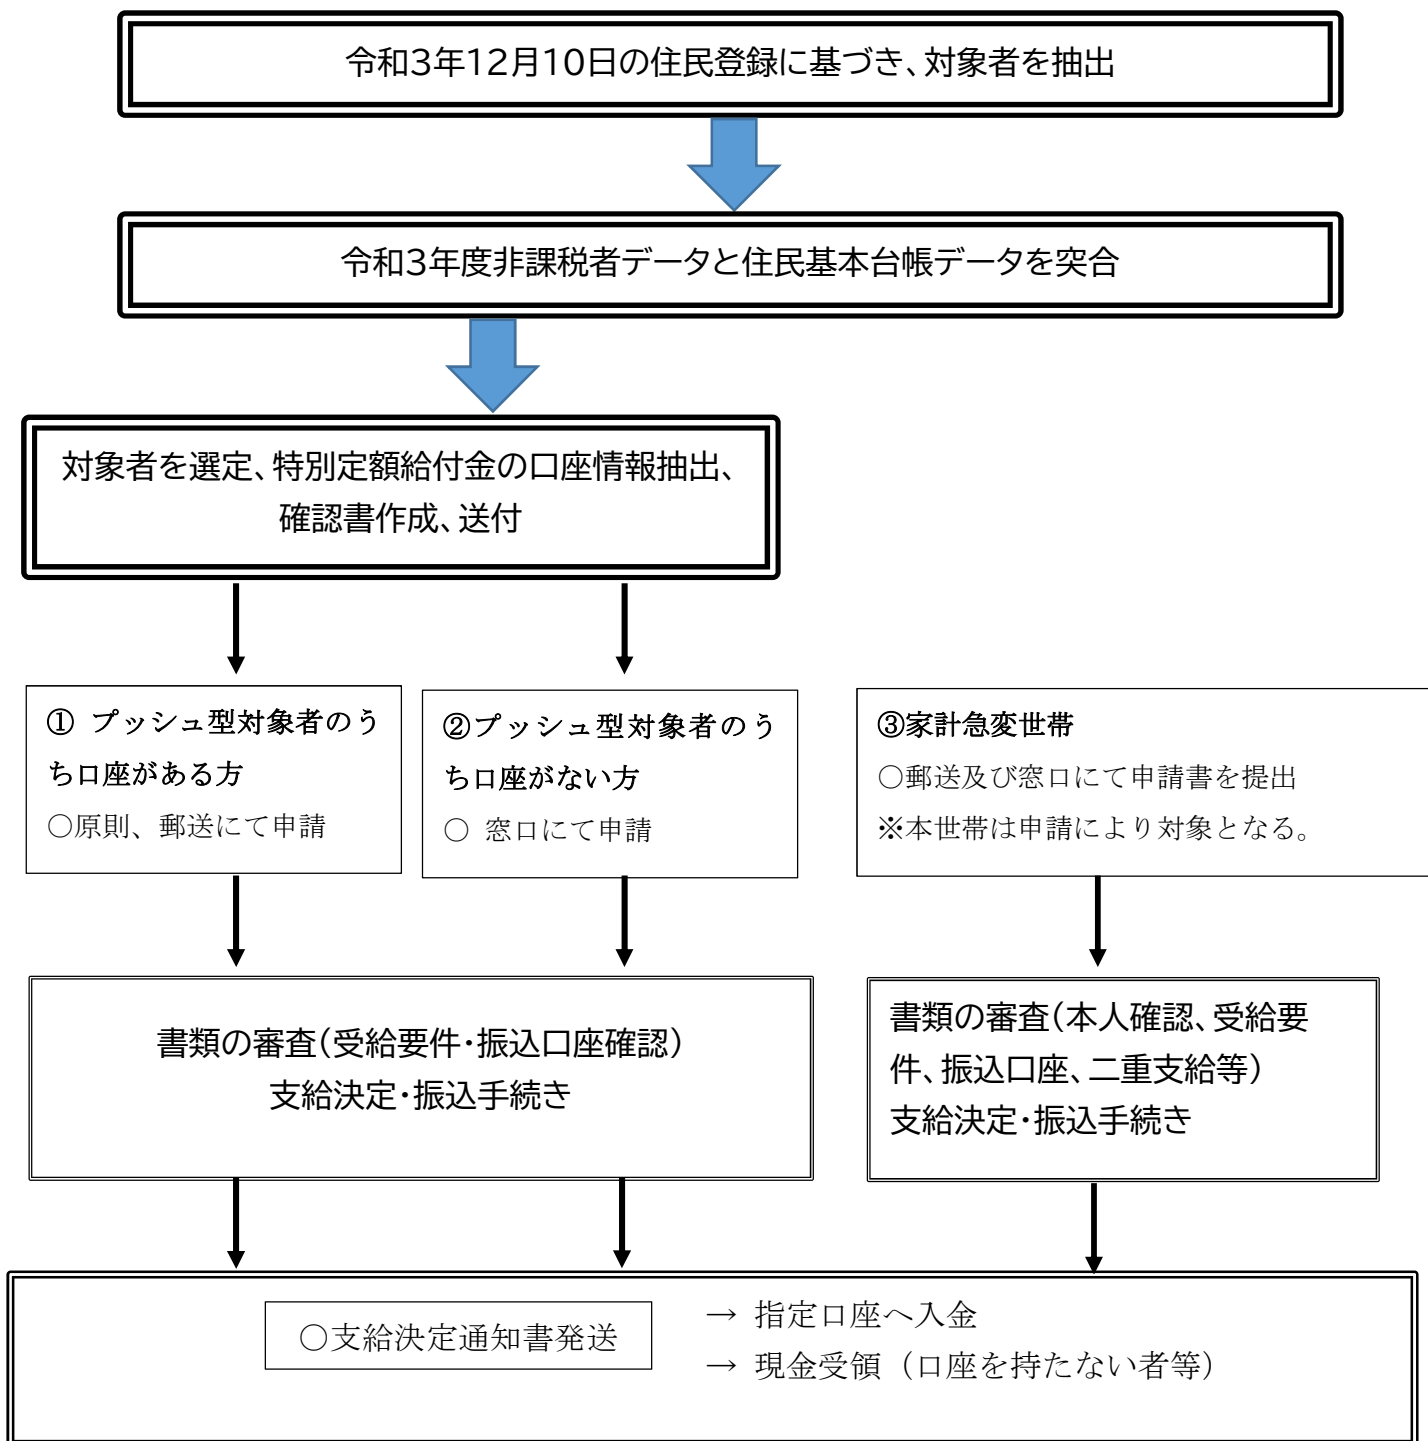 令和3年12月10日の住民登録に基づき、対象者を抽出
令和3年度非課税者データと住民基本台帳データを突合
対象者を選定、特別定額給付金の口座情報抽出、
確認書作成、送付
① プッシュ型対象者のう
ち口座がある方
○原則、郵送にて申請
②プッシュ型対象者のう
ち口座がない方
○ 窓口にて申請
③家計急変世帯
○郵送及び窓口にて申請書を提出
※本世帯は申請により対象となる。
書類の審査(受給要件・振込口座確認)
支給決定・振込手続き
書類の審査(本人確認、受給要
件、振込口座、二重支給等)
支給決定・振込手続き
○支給決定通知書発送
→ 指定口座へ入金
→ 現金受領（口座を持たない者等）